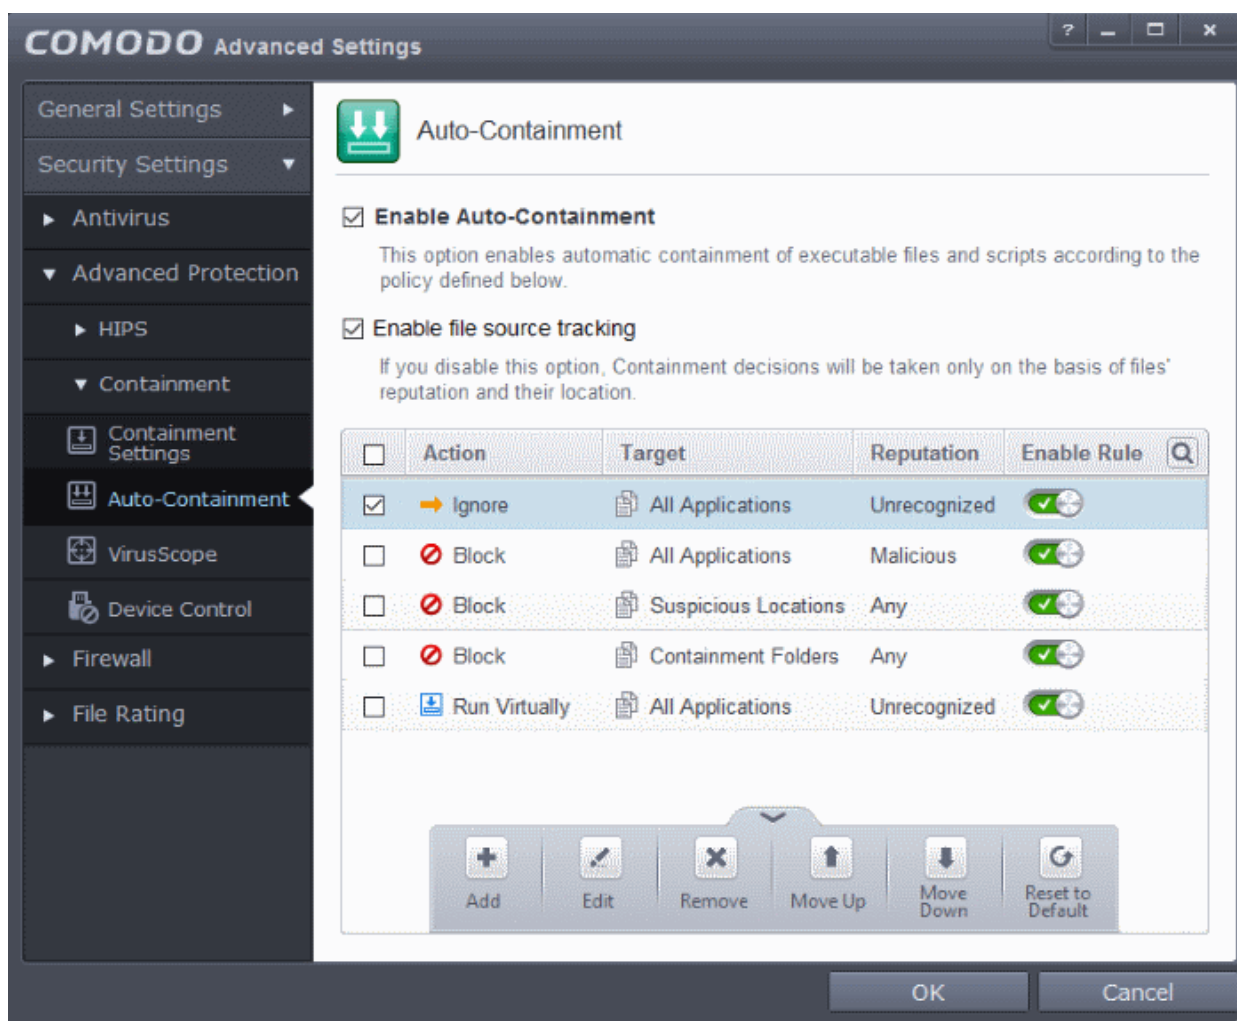 COMODO Advanced Settings
?
General Settings
Security Settings
Antivirus
Advanced Protection
HIPS
Containment
Containment
Settings
Auto-Containment
VirusScope
Device Control
Firewall
File Rating
Auto-Containment
Enable Auto-Containment
This option enables automatic containment of executable files and scripts according to the
policy defined below.
Enable file source tracking
If you disable this option, Containment decisions will be taken only on the basis of files'
reputation and their location.
Action Target Reputation Enable Rule
Ignore All Applications Unrecognized
Block All Applications Malicious
Block Suspicious Locations Any
Block Containment Folders Any
Run Virtually All Applications Unrecognized
Add
Edit
Remove
Move Up
Move
Down
Reset to
Default
OK
Cancel